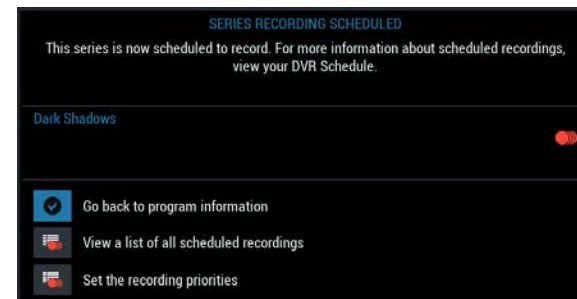 SERIES RECORDING SCHEDULED
This series is now scheduled to record. For more information about scheduled recordings,
view your DVR Schedule.
Dark Shadows
Go back to program information
View a list of all scheduled recordings
Set the recording priorities